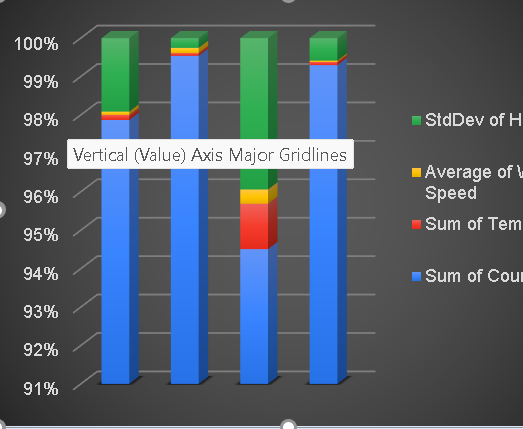 100%
99%
98%
97%
96%
95%
94%
93%
92%
91%
Vertical (Value) Axis Major Gridlines
StdDev of H
Average of W
Speed
Sum of Tem
Sum of Cou